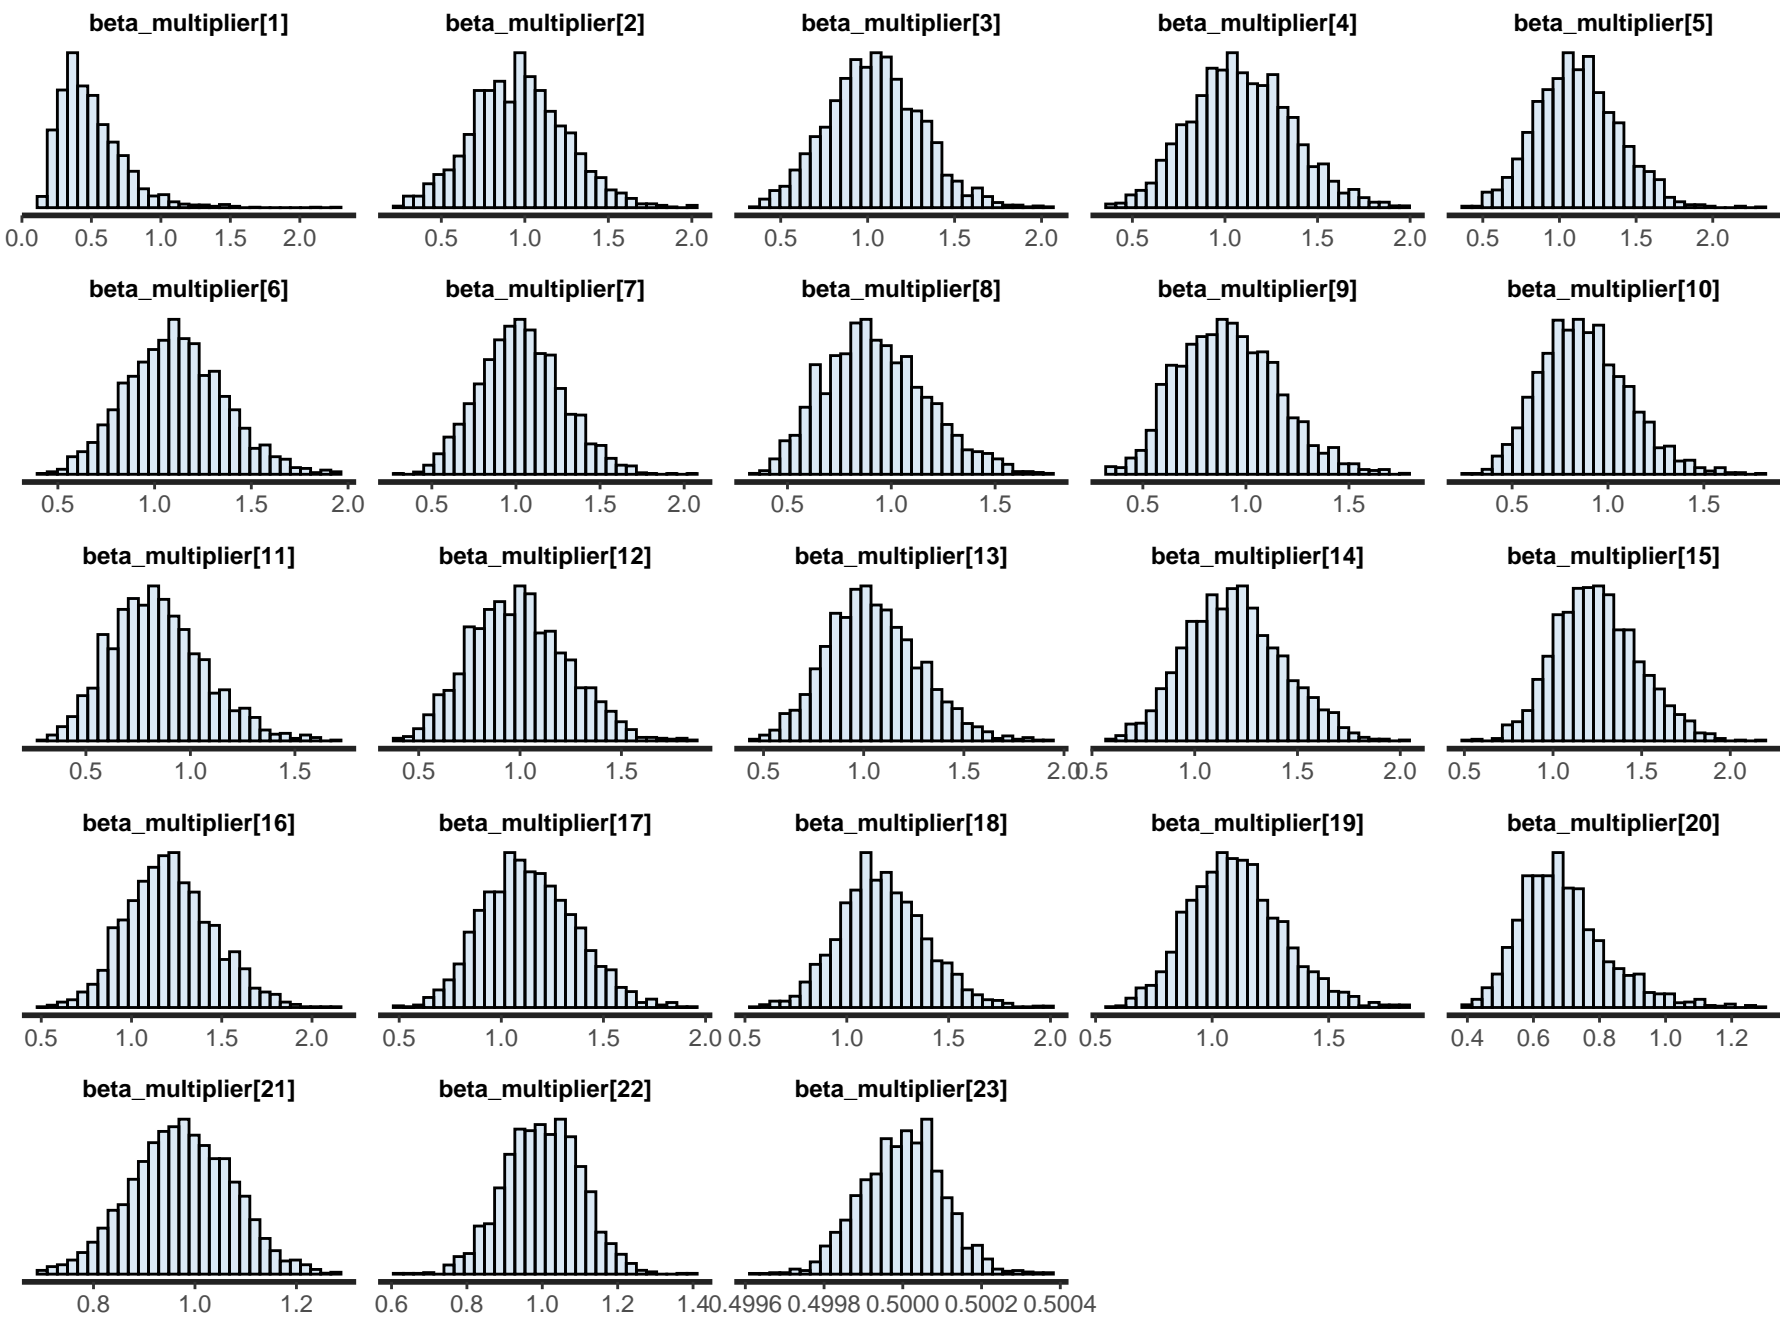 beta_multiplier[1] beta_multiplier[2] beta_multiplier[3] beta_multiplier[4] beta_multiplier[5]
0.0 0.5 1.0 1.5 2.0 0.5 1.0 1.5 2.0 0.5 1.0 1.5 2.0 0.5 1.0 1.5 2.0 0.5 1.0 1.5 2.0
beta_multiplier[6] beta_multiplier[7] beta_multiplier[8] beta_multiplier[9] beta_multiplier[10]
0.5 1.0 1.5 2.0 0.5 1.0 1.5 2.0 0.5 1.0 1.5 0.5 1.0 1.5 0.5 1.0 1.5
beta_multiplier[11] beta_multiplier[12] beta_multiplier[13] beta_multiplier[14] beta_multiplier[15]
0.5 1.0 1.5 0.5 1.0 1.5 0.5 1.0 1.5 2.0 0.5 1.0 1.5 2.0 0.5 1.0 1.5 2.0
beta_multiplier[16] beta_multiplier[17] beta_multiplier[18] beta_multiplier[19] beta_multiplier[20]
0.5 1.0 1.5 2.0 0.5 1.0 1.5 2.0 0.5 1.0 1.5 2.0 0.5 1.0 1.5 0.4 0.6 0.8 1.0 1.2
beta_multiplier[21] beta_multiplier[22] beta_multiplier[23]
0.8 1.0 1.2 0.6 0.8 1.0 1.2 1.4 0.4996 0.4998 0.5000 0.5002 0.5004